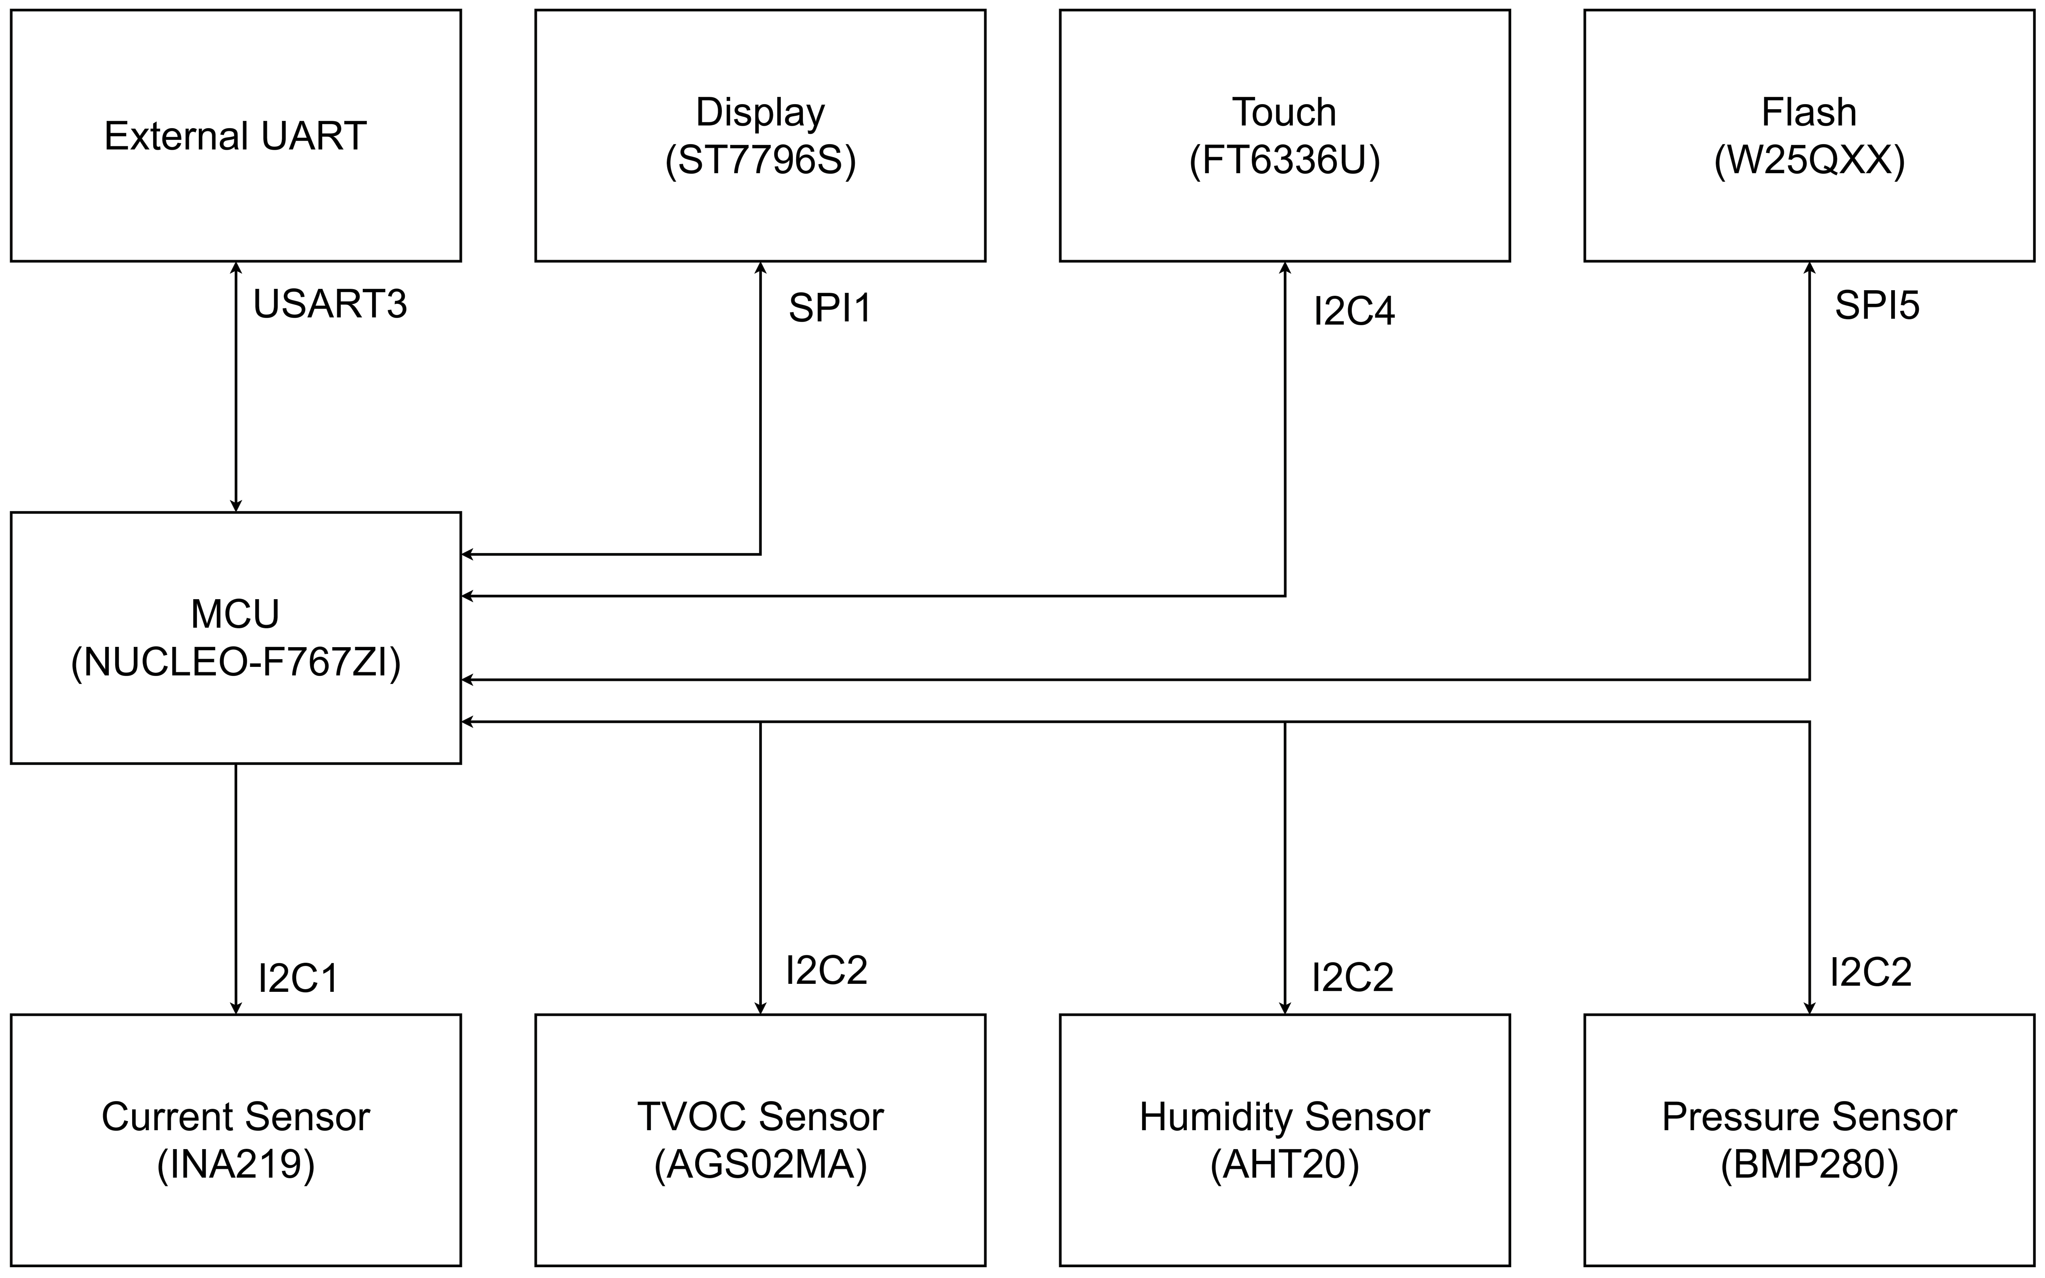 External UART
Display
(ST7796S)
Touch
(FT6336U)
Flash
(W25QXX)
USART3
SPI1
I2C4
SPI5
MCU
(NUCLEO-F767ZI)
I2C1
I2C2
I2C2
I2C2
Current Sensor
(INA219)
TVOC Sensor
(AGS02MA)
Humidity Sensor
(AHT20)
Pressure Sensor
(BMP280)